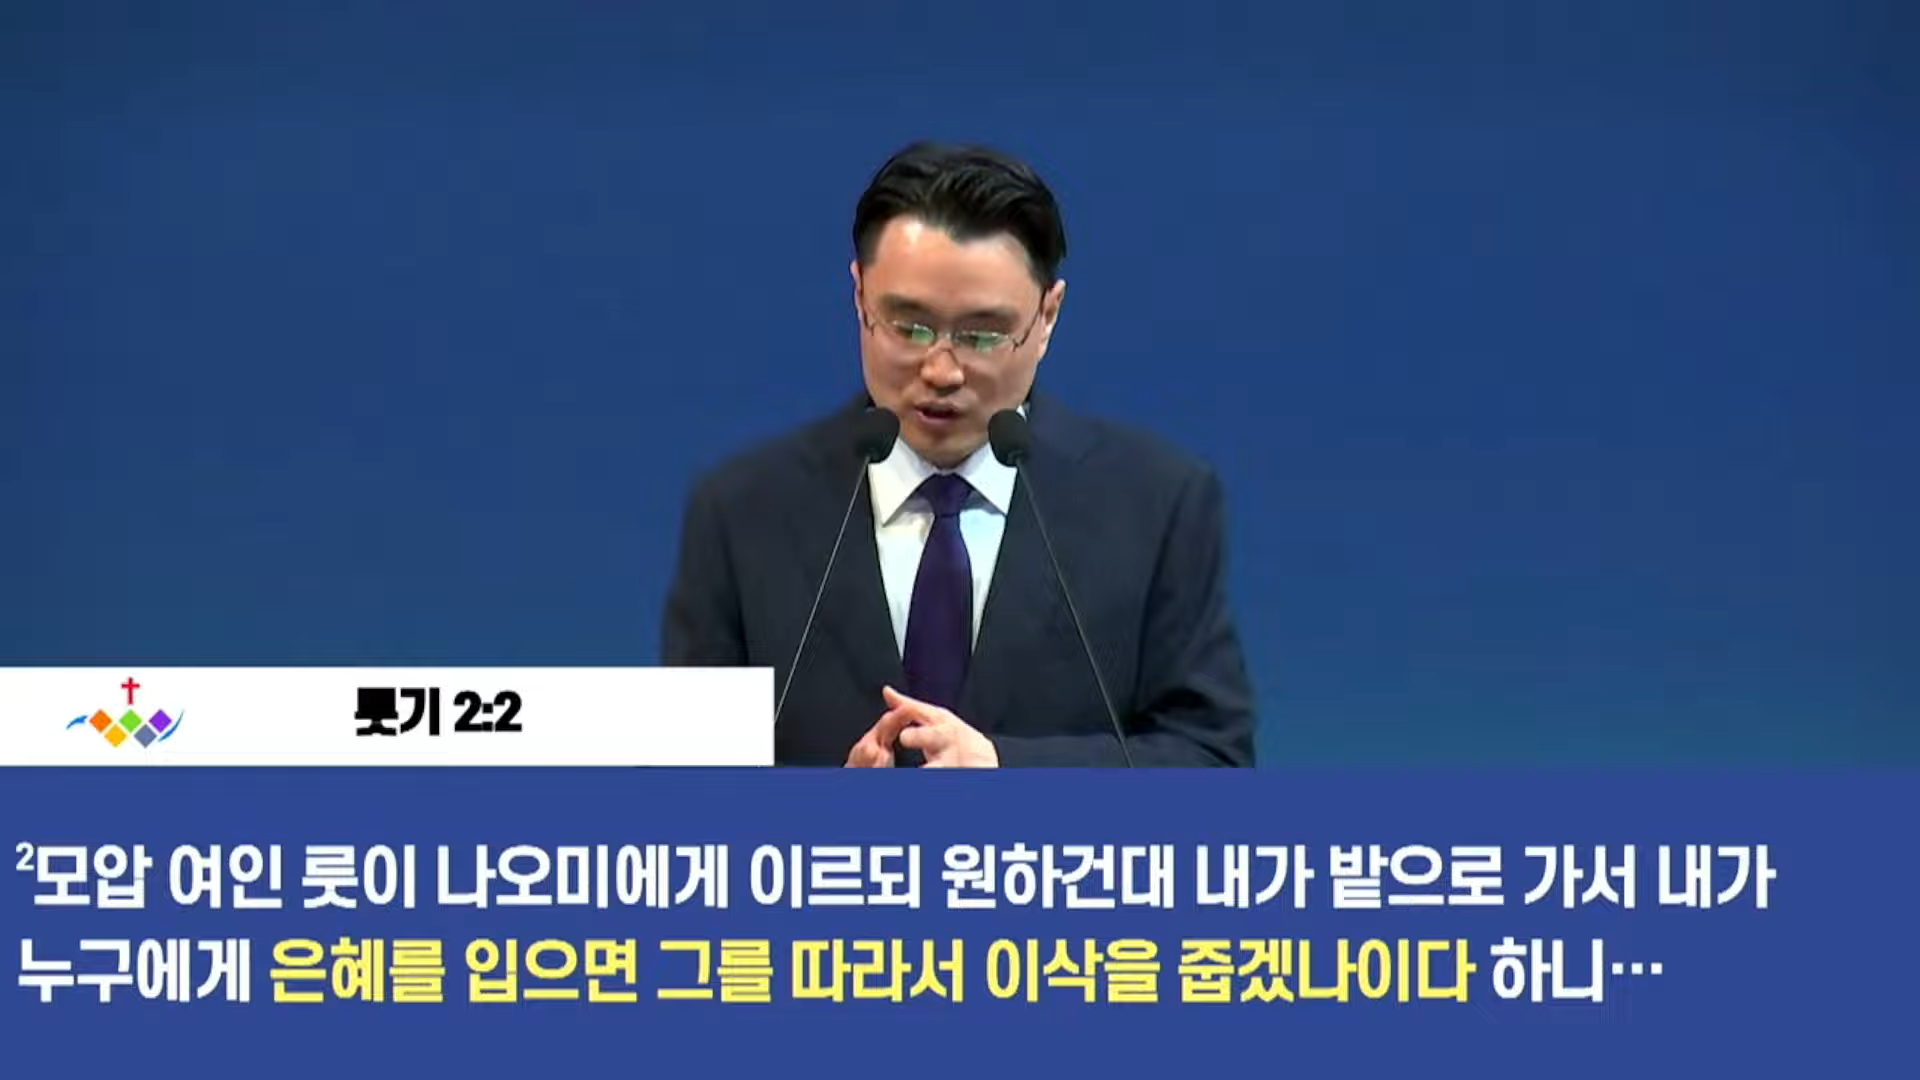 룻기 2:2
²모압 여인 룻이 나오미에게 이르되 원하건대 내가 밭으로 가서 내가
누구에게 은혜를 입으면 그를 따라서 이삭을 줍겠나이다 하니…